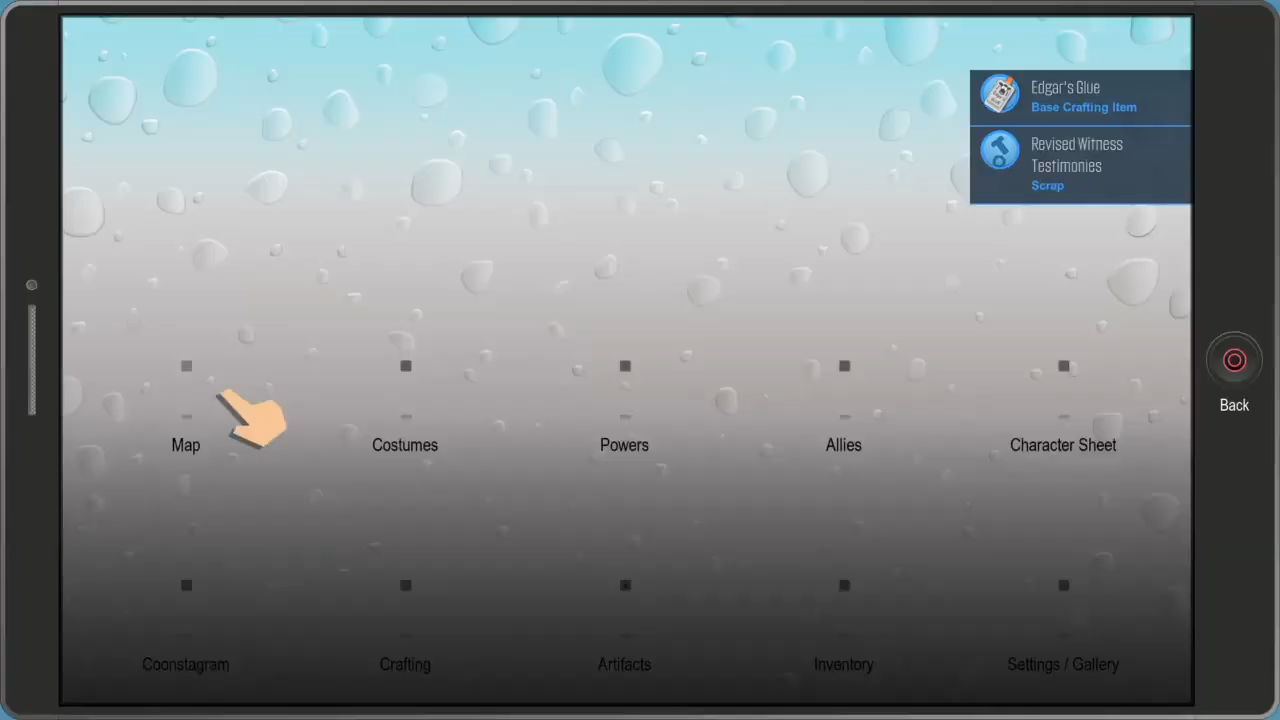 Edgar's Glue
Base Crafting Item
Revised Witness
Testimonies
Scrap
Back
Map
Costumes
Powers
Allies
Character Sheet
Coonstagram
Crafting
Artifacts
Inventory
Settings / Gallery